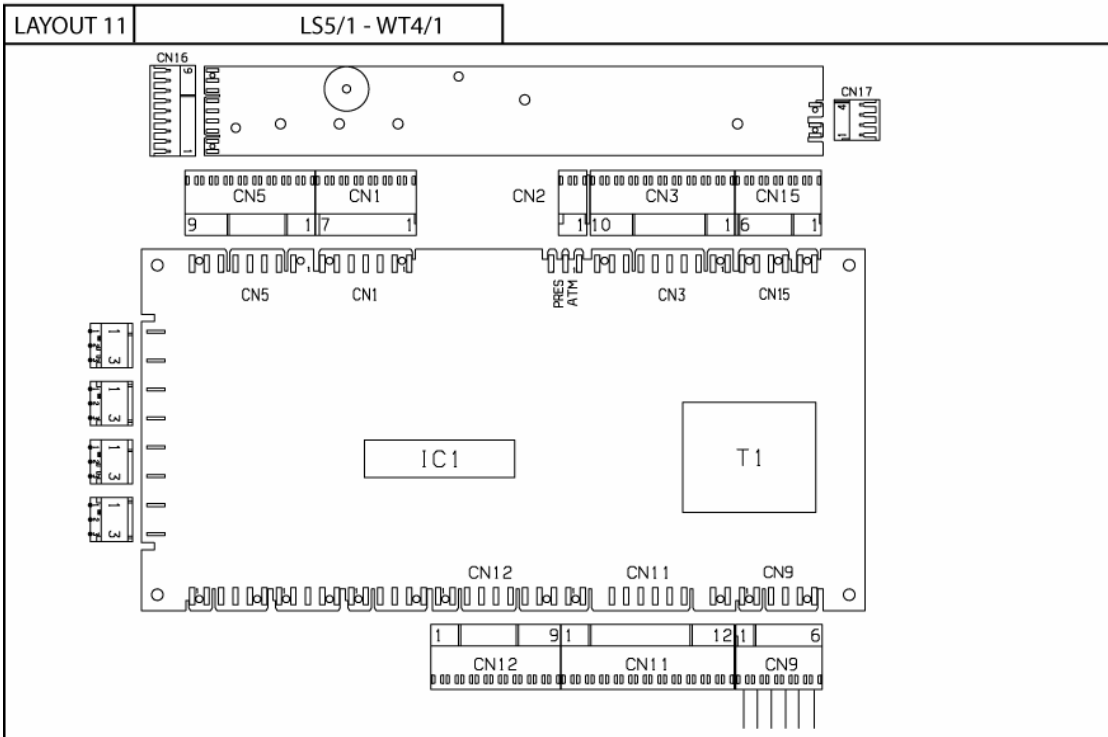 LAYOUT 11 LS5/1 - WT4/1
CN16
9
1
CN17
4
1
CN5 CN1 CN2 CN3 CN15
9 1 7 1 1 10 1 6 1
CN5 CN1 PRES ATM CN3 CN15
1 3
1 3
1 3
1 3
IC1 T1
CN12 CN11 CN9
1 9 1 12 1 6
CN12 CN11 CN9